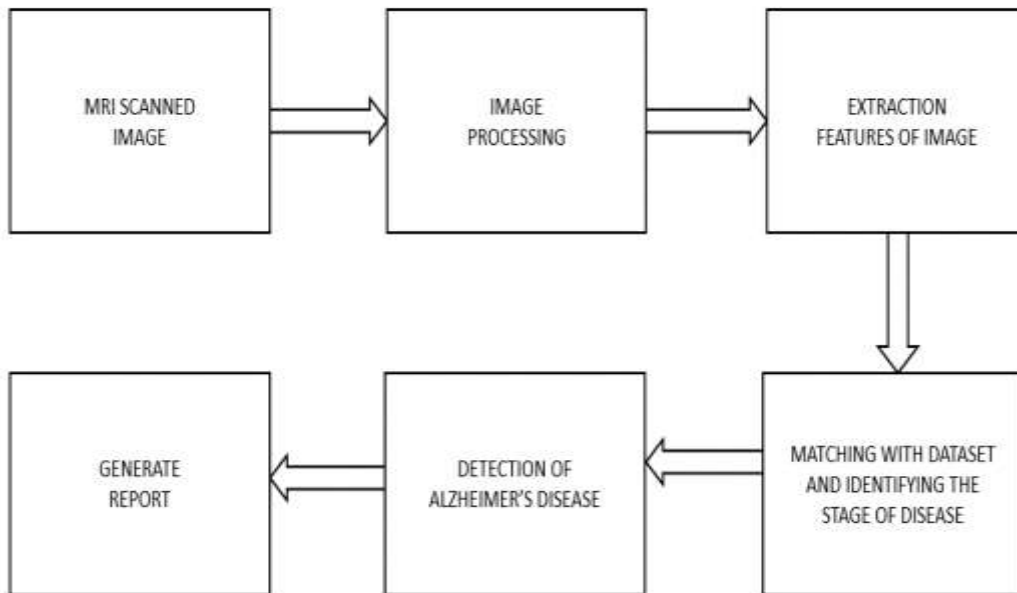 MRI SCANNED
IMAGE
IMAGE
PROCESSING
EXTRACTION
FEATURES OF IMAGE
MATCHING WITH DATASET
AND IDENTIFYING THE
STAGE OF DISEASE
DETECTION OF
ALZHEIMER'S DISEASE
GENERATE
REPORT